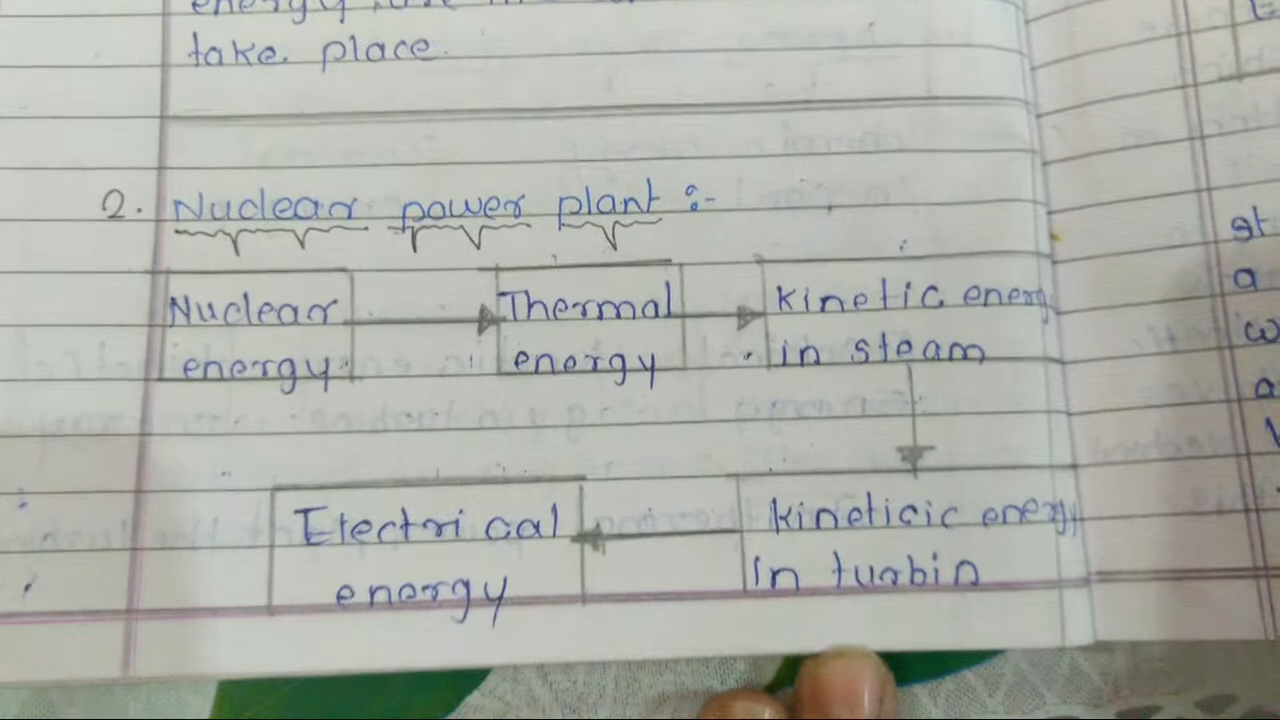 take place.
2. Nuclear power plant :-
Nuclear energy.
Thermal energy
Kinetic energy in steam
kineticic energy in turbin
Electrical energy